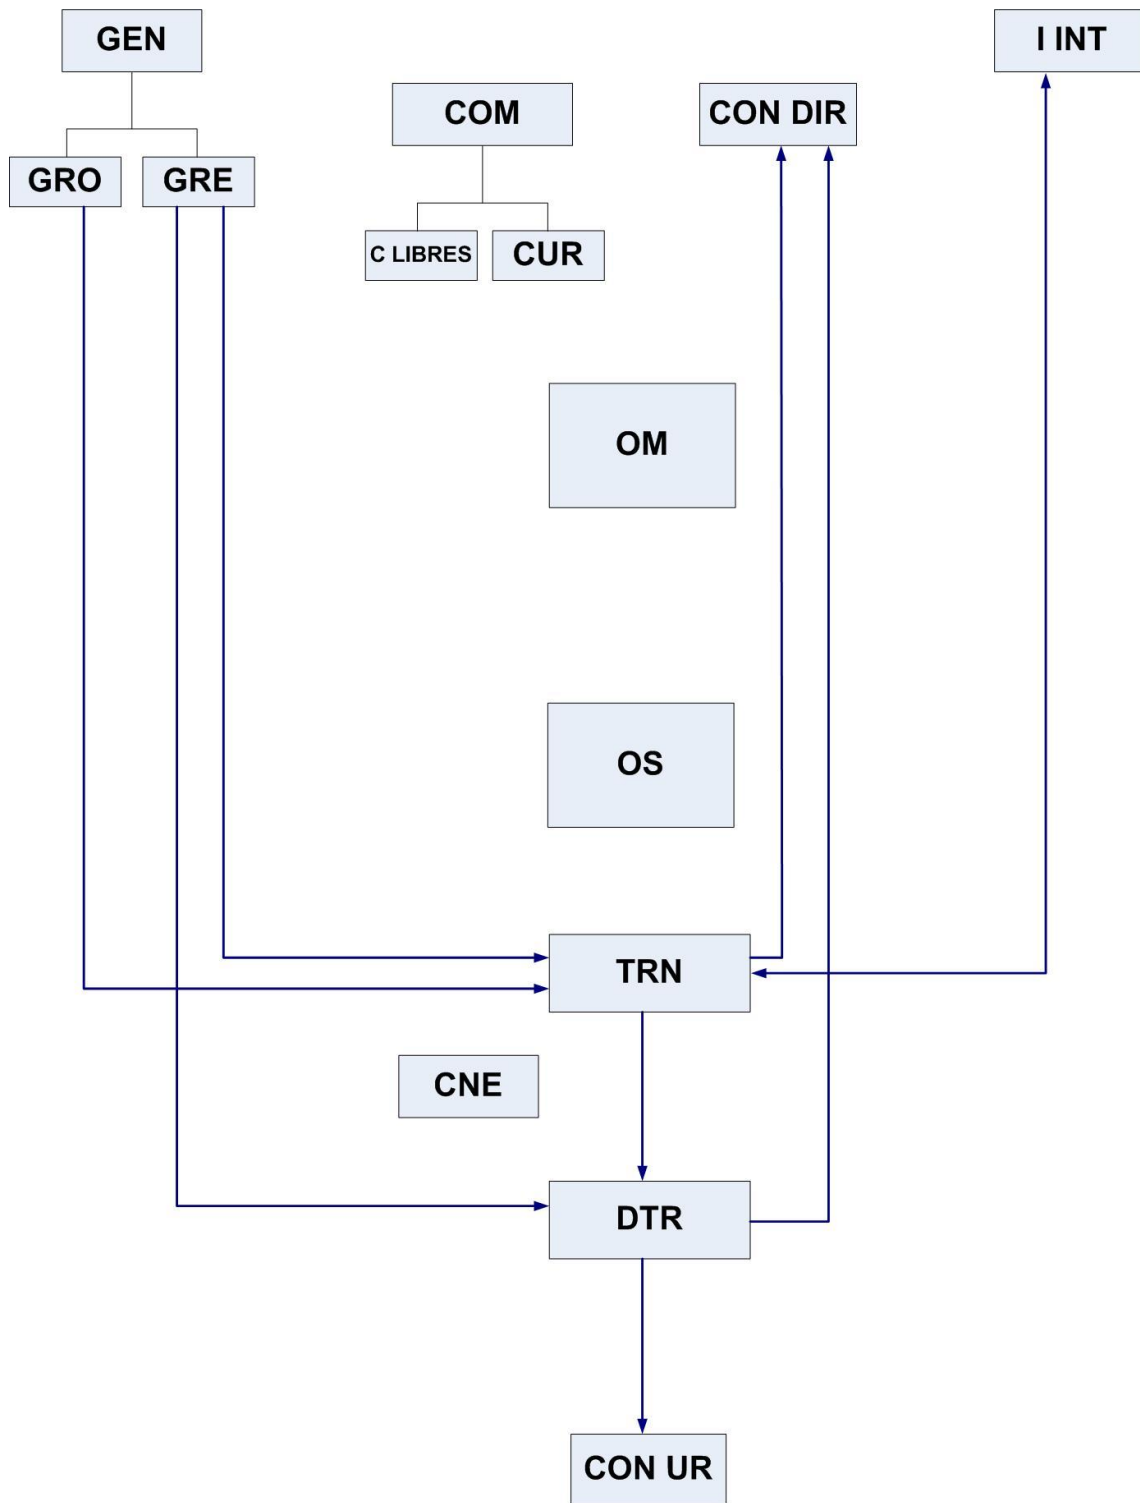 GEN
I INT
COM
CON DIR
GRO
GRE
C LIBRES
CUR
OM
OS
TRN
CNE
DTR
CON UR